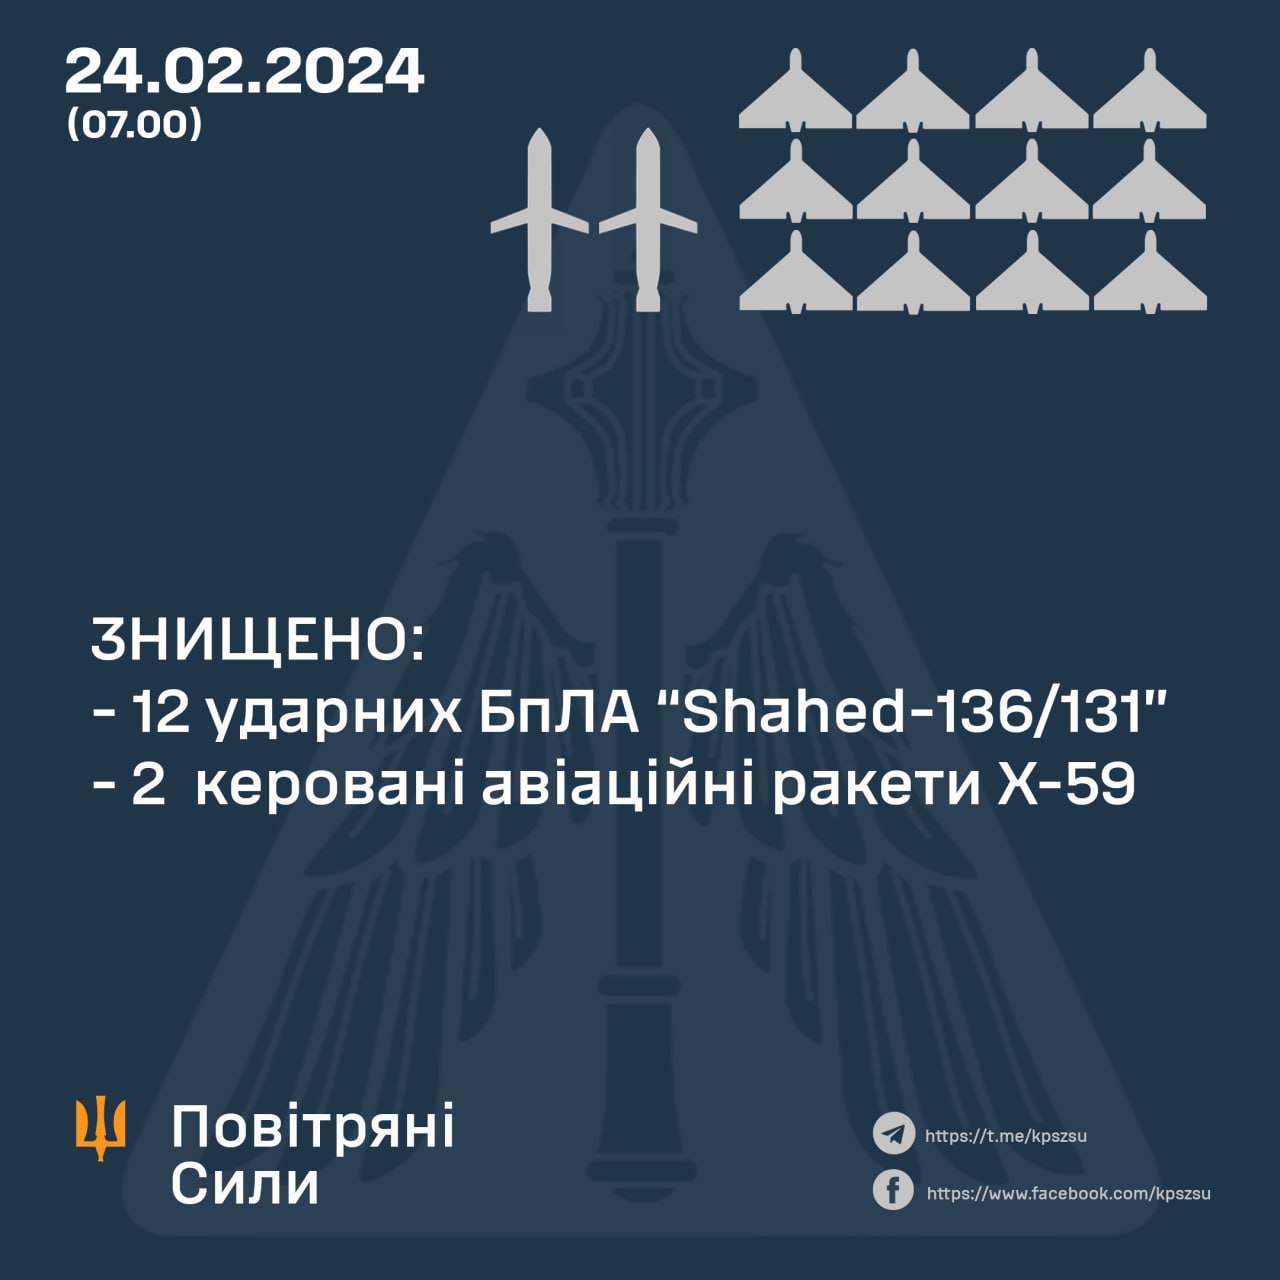 24.02.2024
(07.00)
ЗНИЩЕНО:
- 12 ударних БпЛА “Shahed-136/131”
- 2 керовані авіаційні ракети Х-59
Повітряні
Сили
https://t.me/kpszsu
https://www.facebook.com/kpszsu